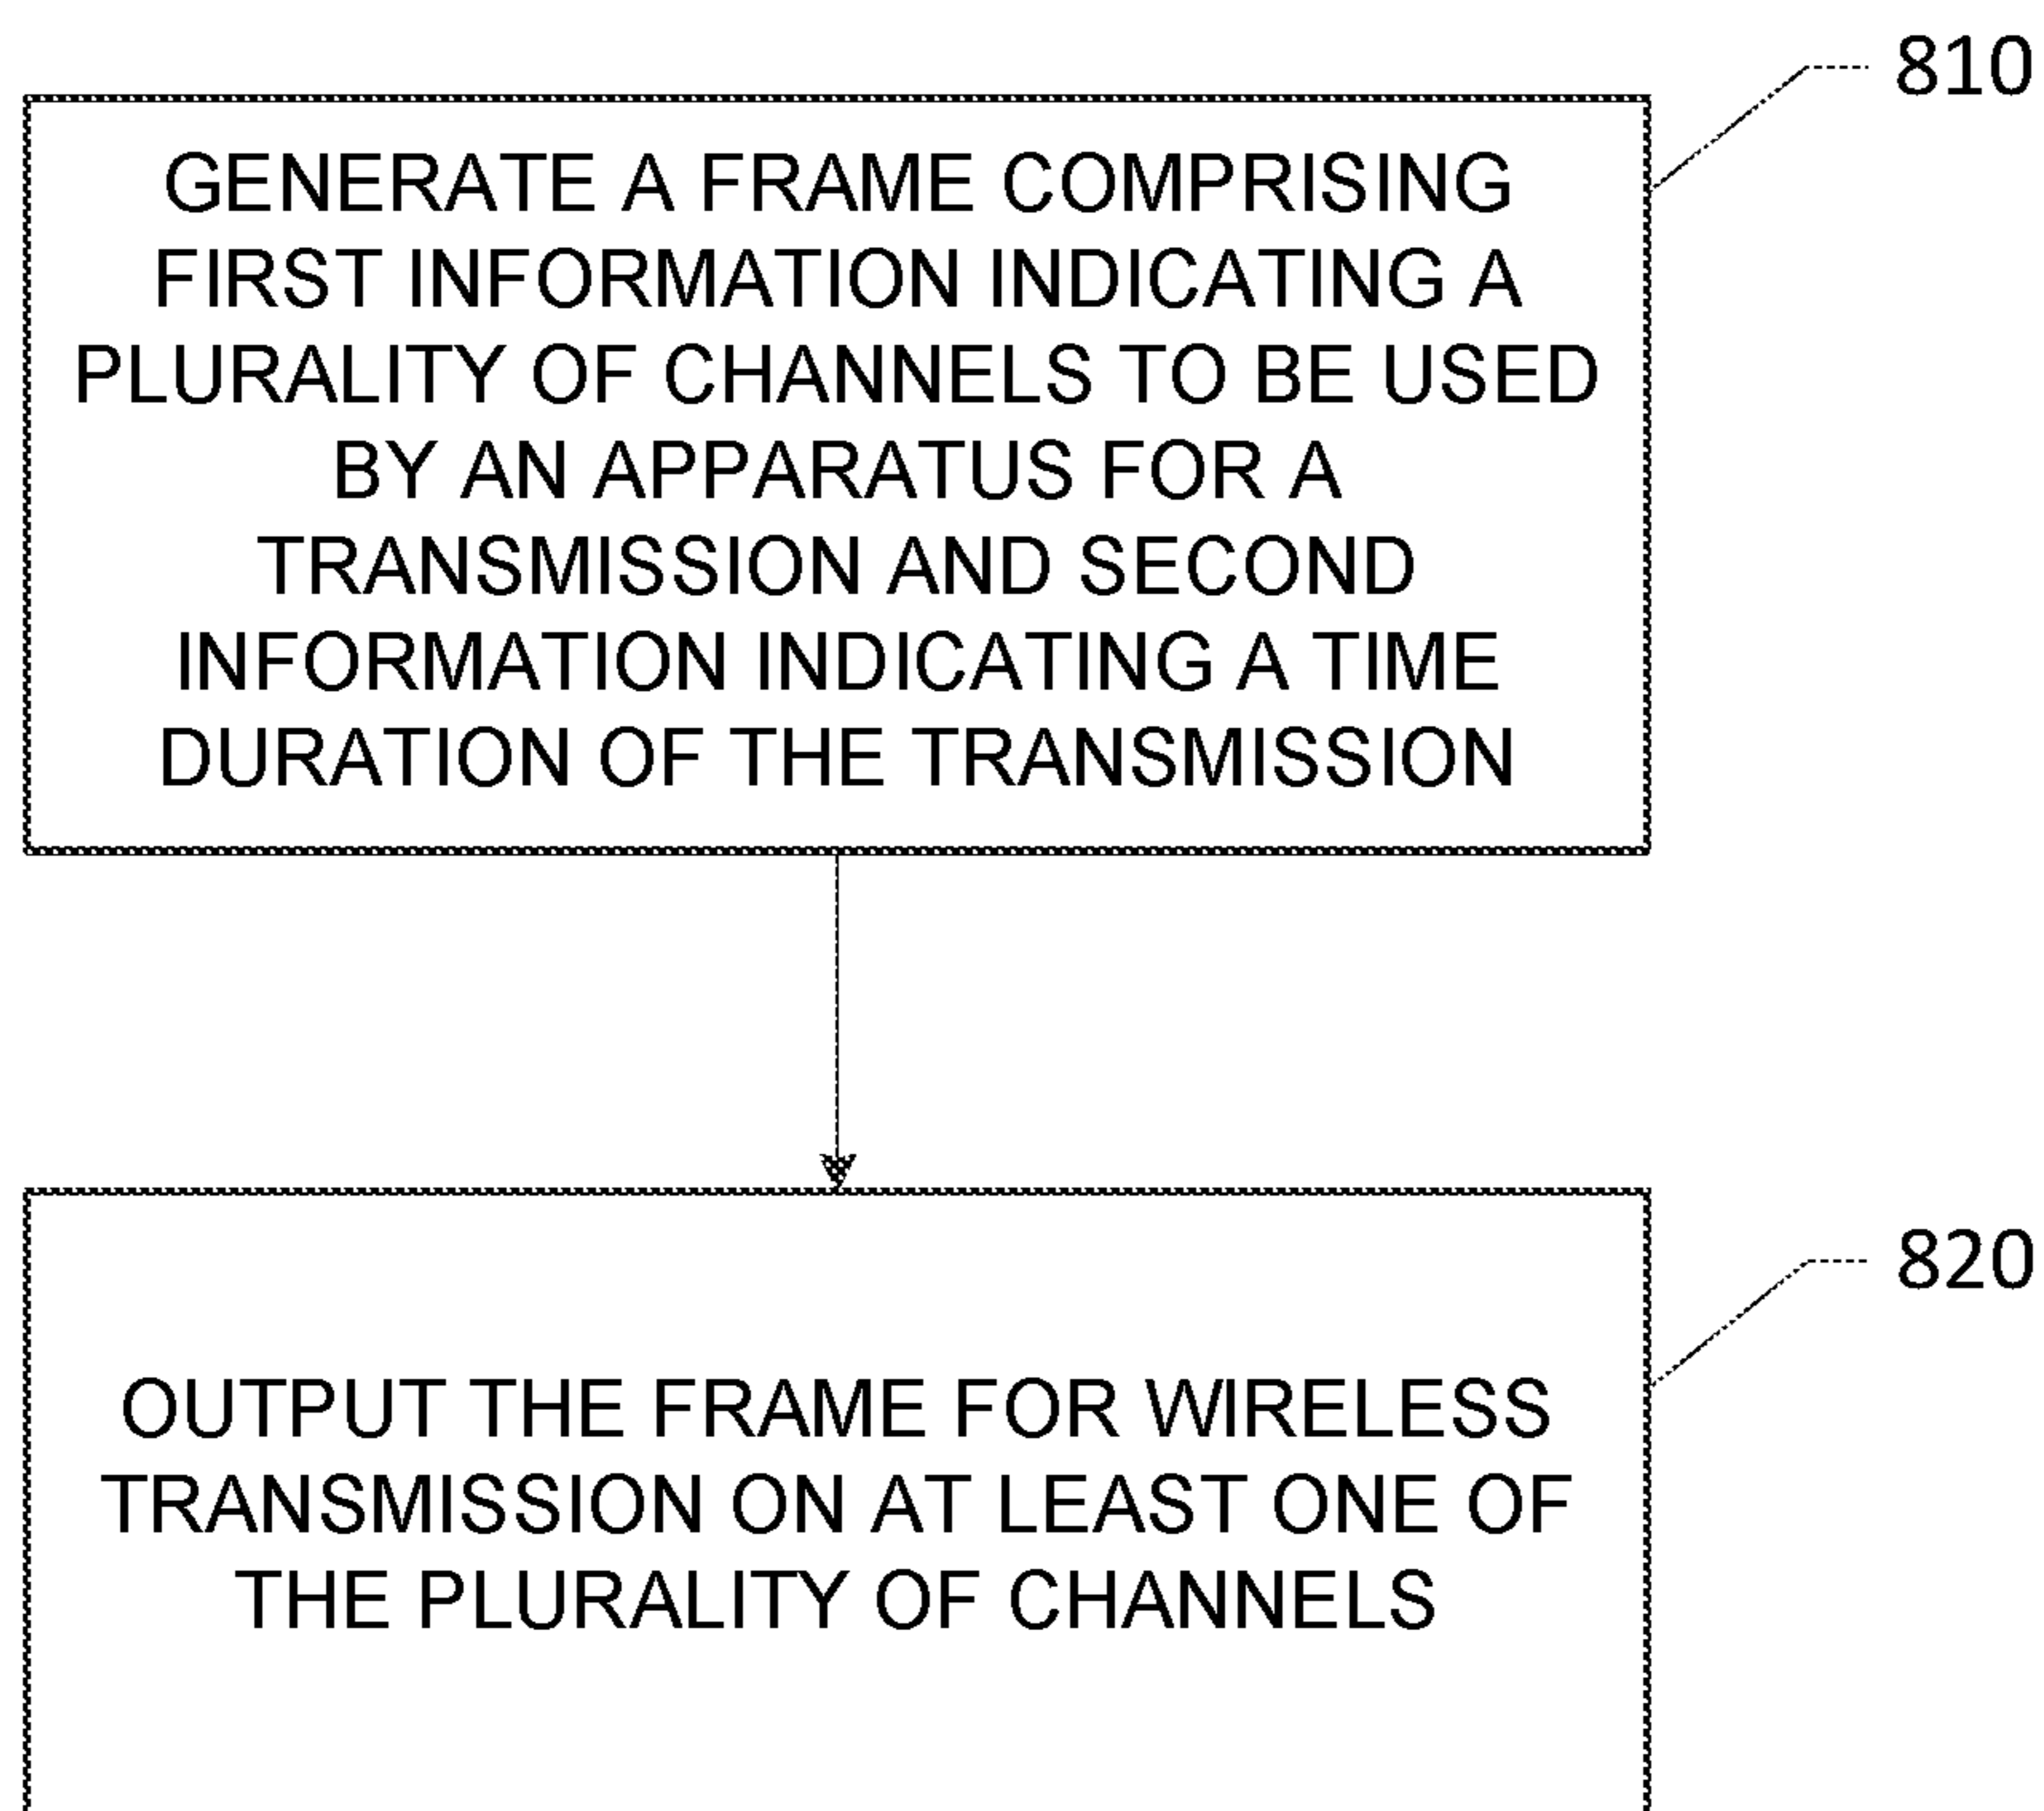 810
GENERATE A FRAME COMPRISING
FIRST INFORMATION INDICATING A
PLURALITY OF CHANNELS TO BE USED
BY AN APPARATUS FOR A
TRANSMISSION AND SECOND
INFORMATION INDICATING A TIME
DURATION OF THE TRANSMISSION
820
OUTPUT THE FRAME FOR WIRELESS
TRANSMISSION ON AT LEAST ONE OF
THE PLURALITY OF CHANNELS